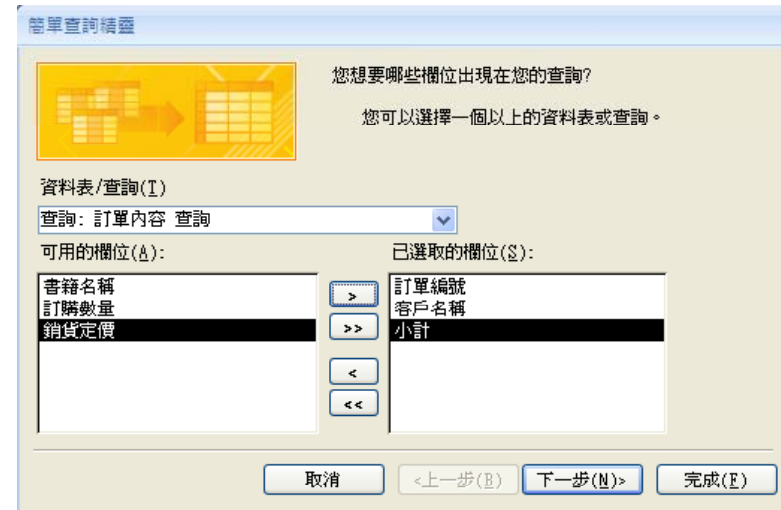 簡單查詢精靈
您想要哪些欄位出現在您的查詢?
您可以選擇一個以上的資料表或查詢。
資料表/查詢(T)
查詢: 訂單內容 查詢
可用的欄位(A):
已選取的欄位(S):
書籍名稱
訂購數量
銷貨定價
>
>>
<
<<
訂單編號
客戶名稱
小計
取消
<上一步(B)
下一步(N)>
完成(F)